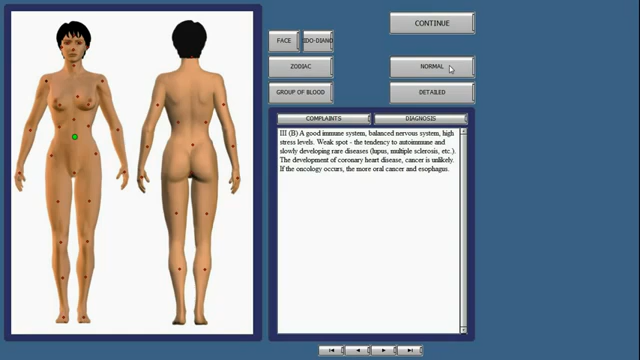 CONTINUE
FACE
IDO-DIANO
ZODIAC
NORMAL
GROUP OF BLOOD
DETAILED
COMPLAINTS
DIAGNOSIS
III (B) A good immune system, balanced nervous system, high
stress levels. Weak spot - the tendency to autoimmune and
slowly developing rare diseases (lupus, multiple sclerosis, etc.).
The development of coronary heart disease, cancer is unlikely.
If the oncology occurs, the more oral cancer and esophagus.